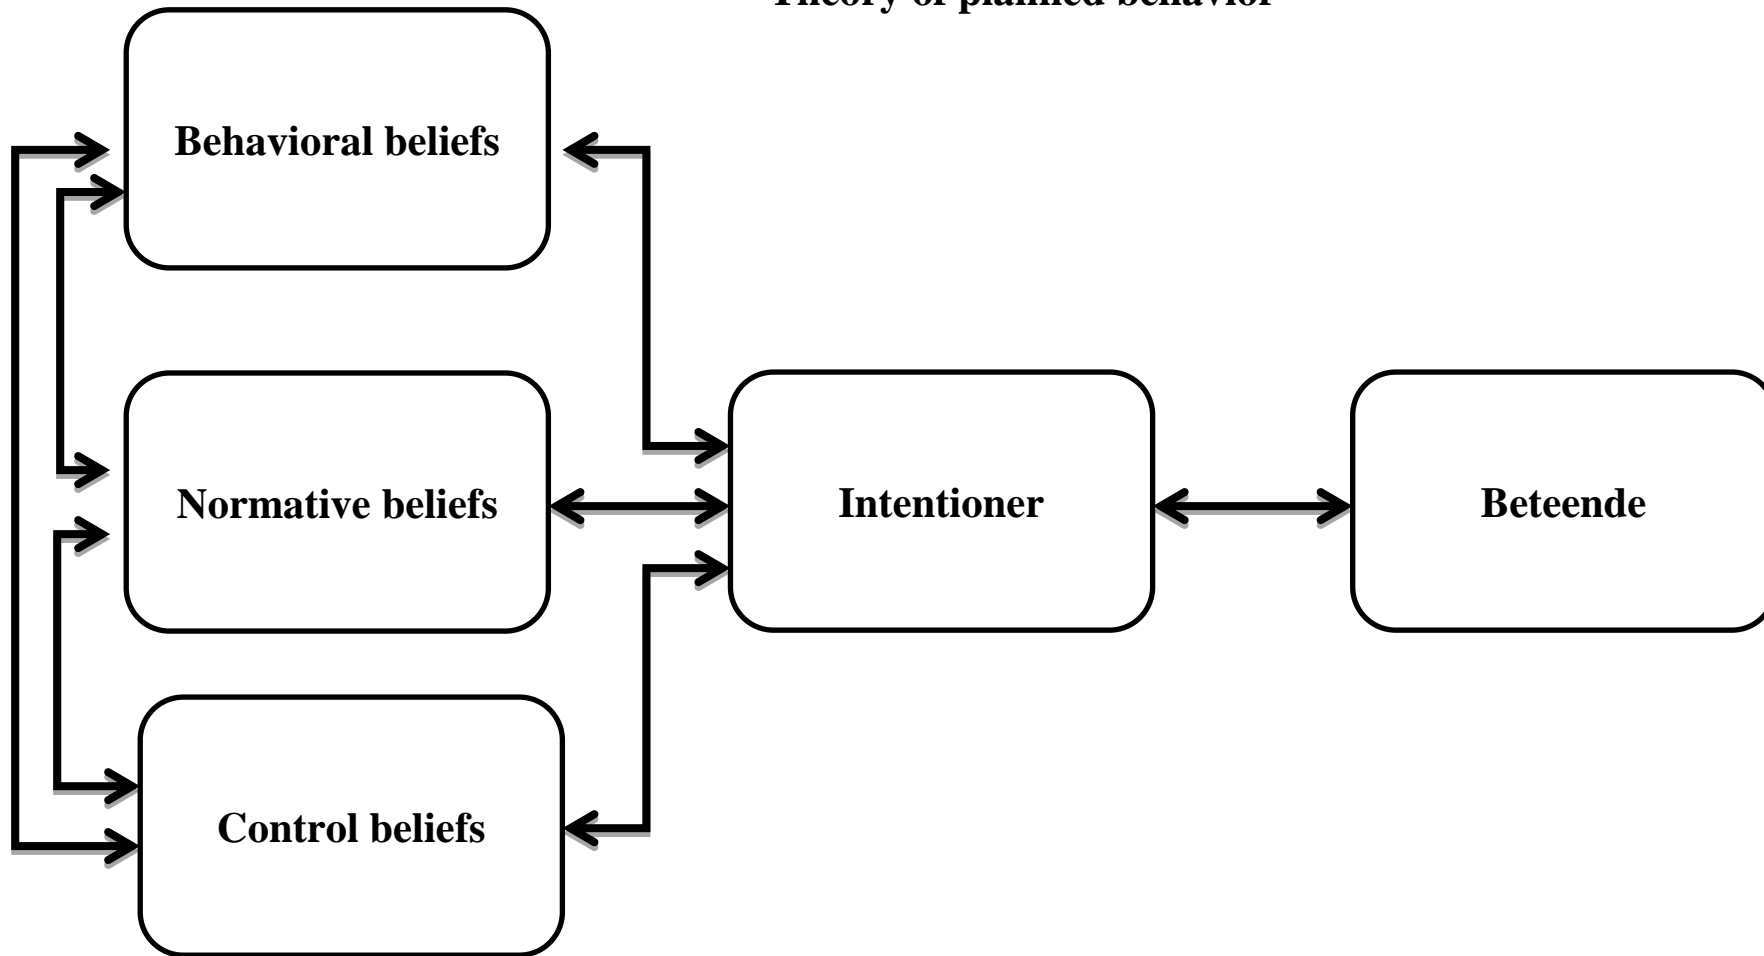 Theory of planned behavior
Behavioral beliefs
Normative beliefs
Intentioner
Beteende
Control beliefs